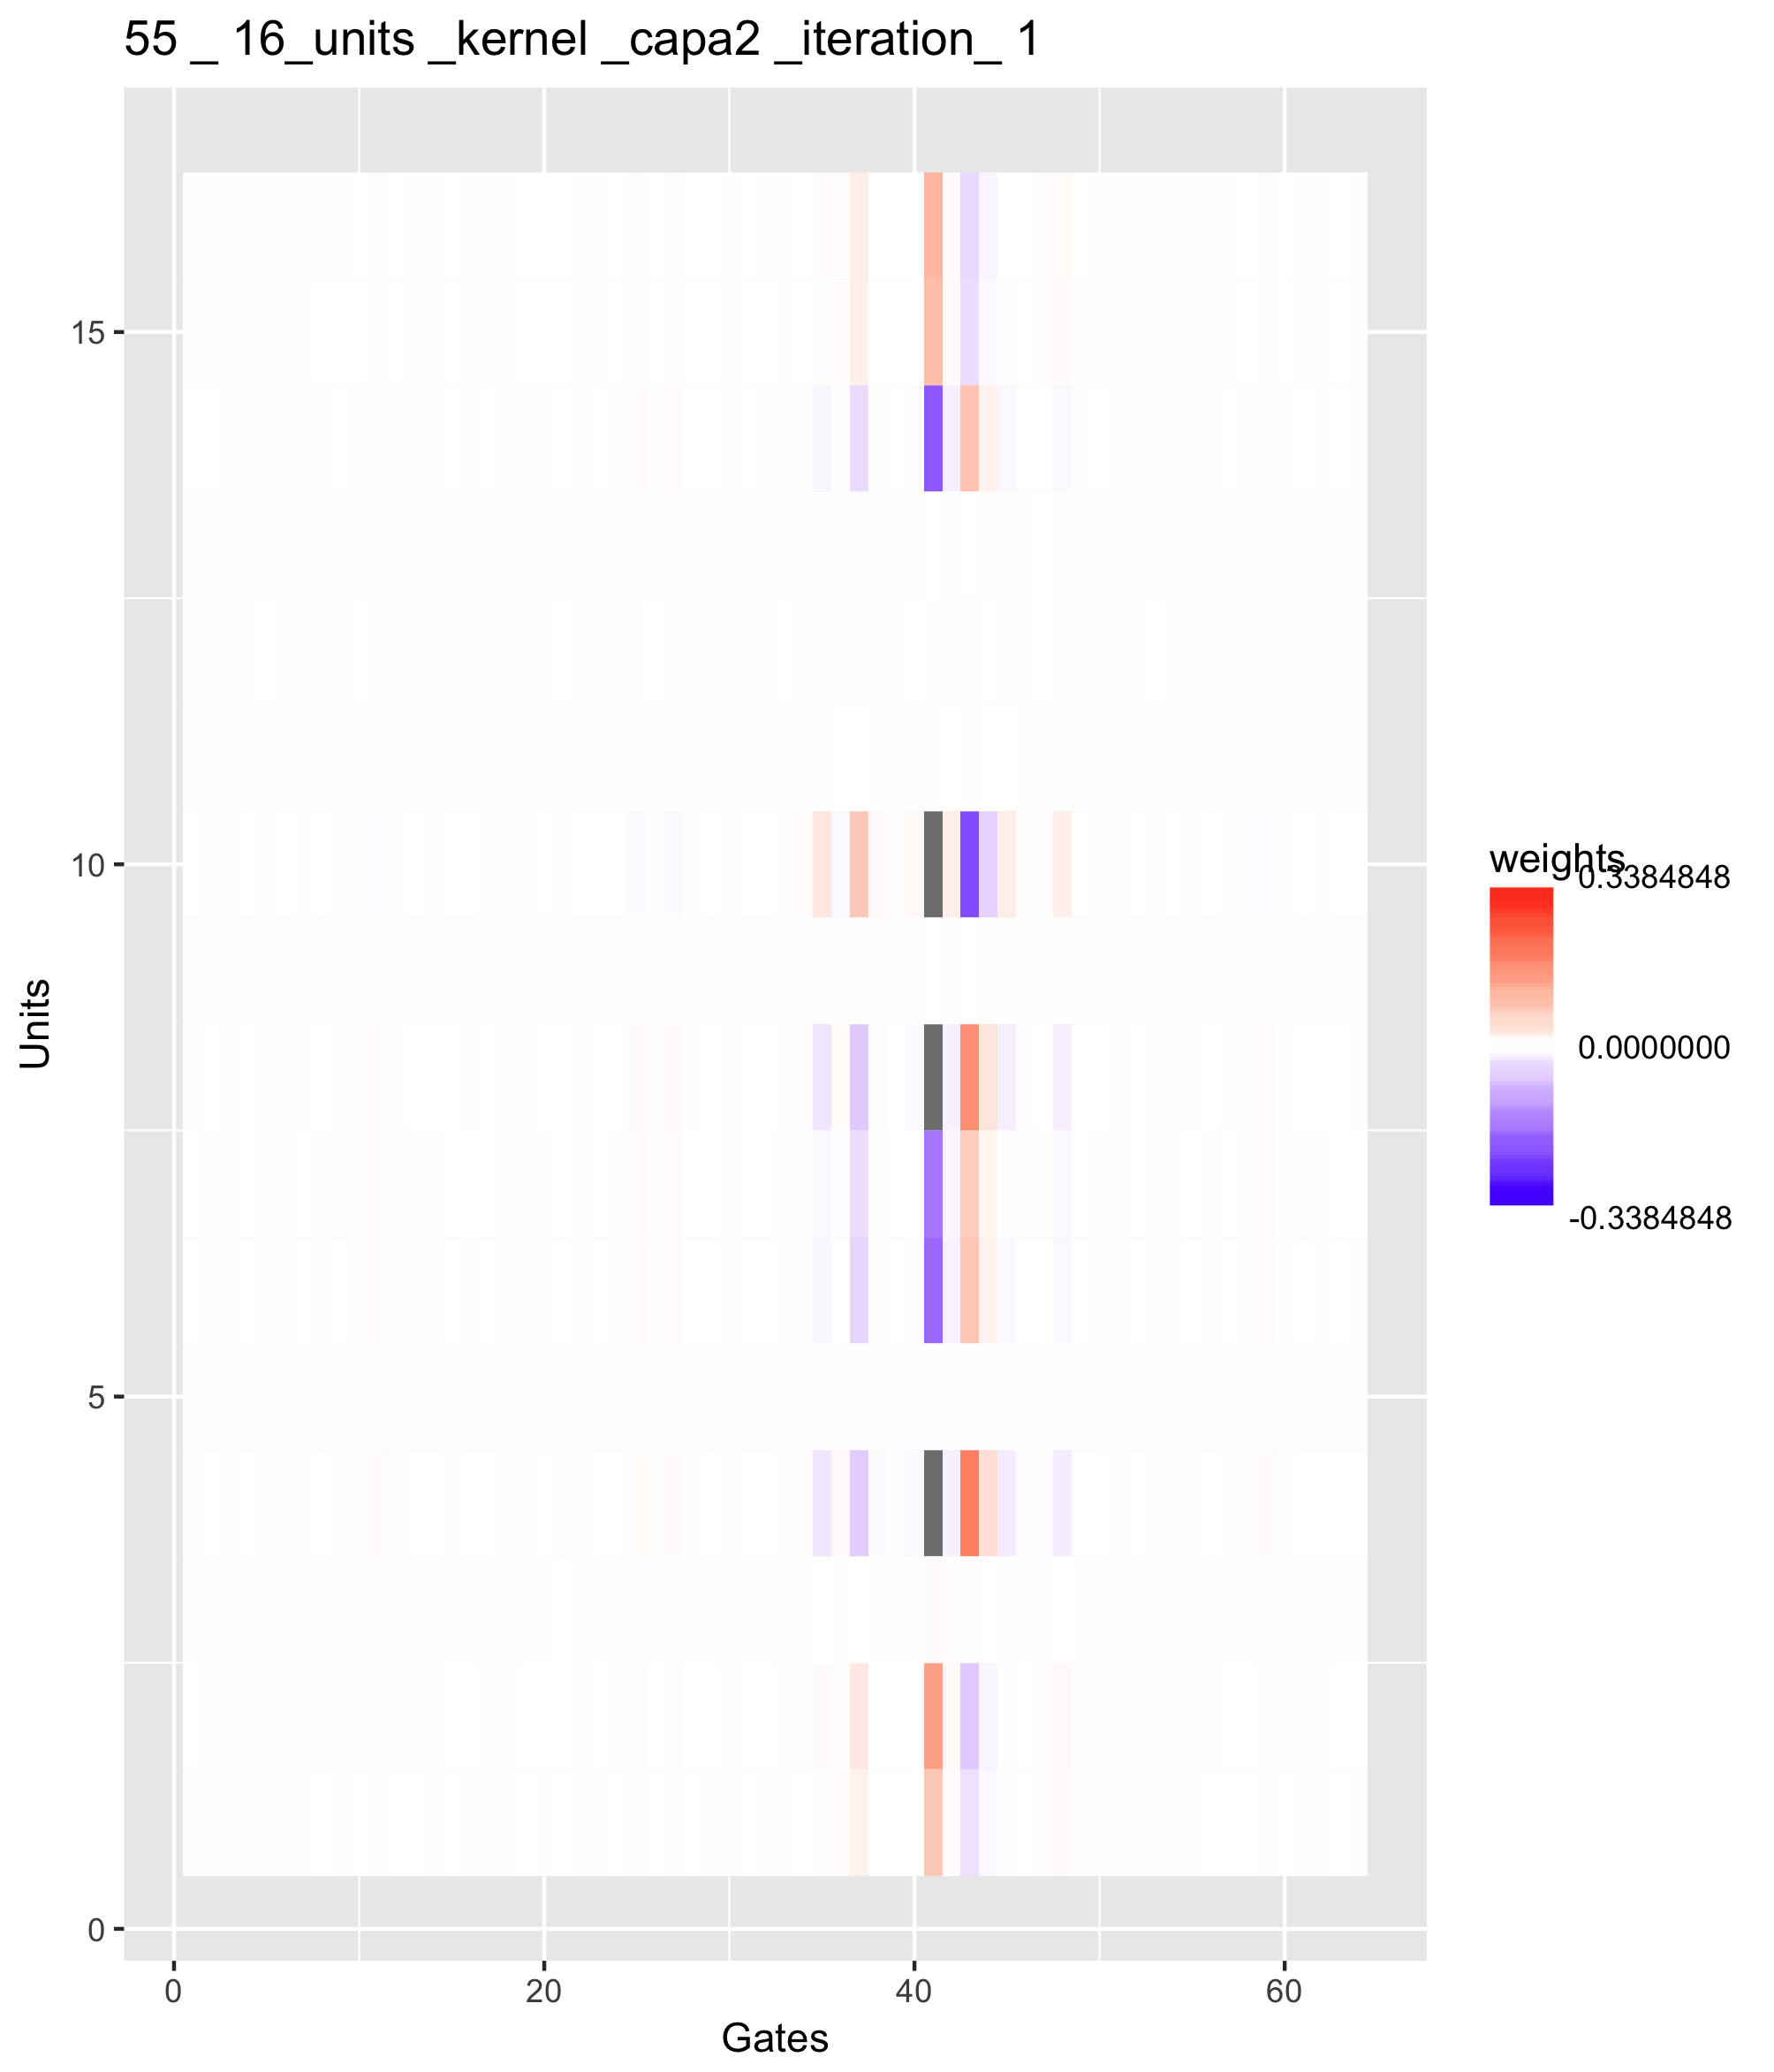 55 _ 16_units _kernel _capa2 _iteration_ 1
15
10
5
0
Units
0 20 40 60
Gates
weights
0.3384848
0.0000000
-0.3384848